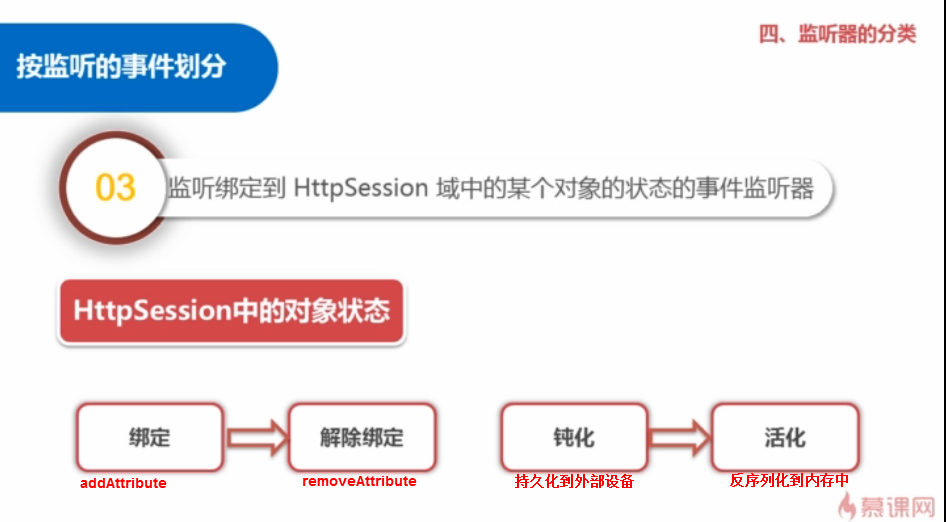 四、监听器的分类
按监听的事件划分
03
监听绑定到 HttpSession 域中的某个对象的状态的事件监听器
HttpSession中的对象状态
绑定 解除绑定 钝化 活化
addAttribute removeAttribute 持久化到外部设备 反序列化到内存中
慕课网